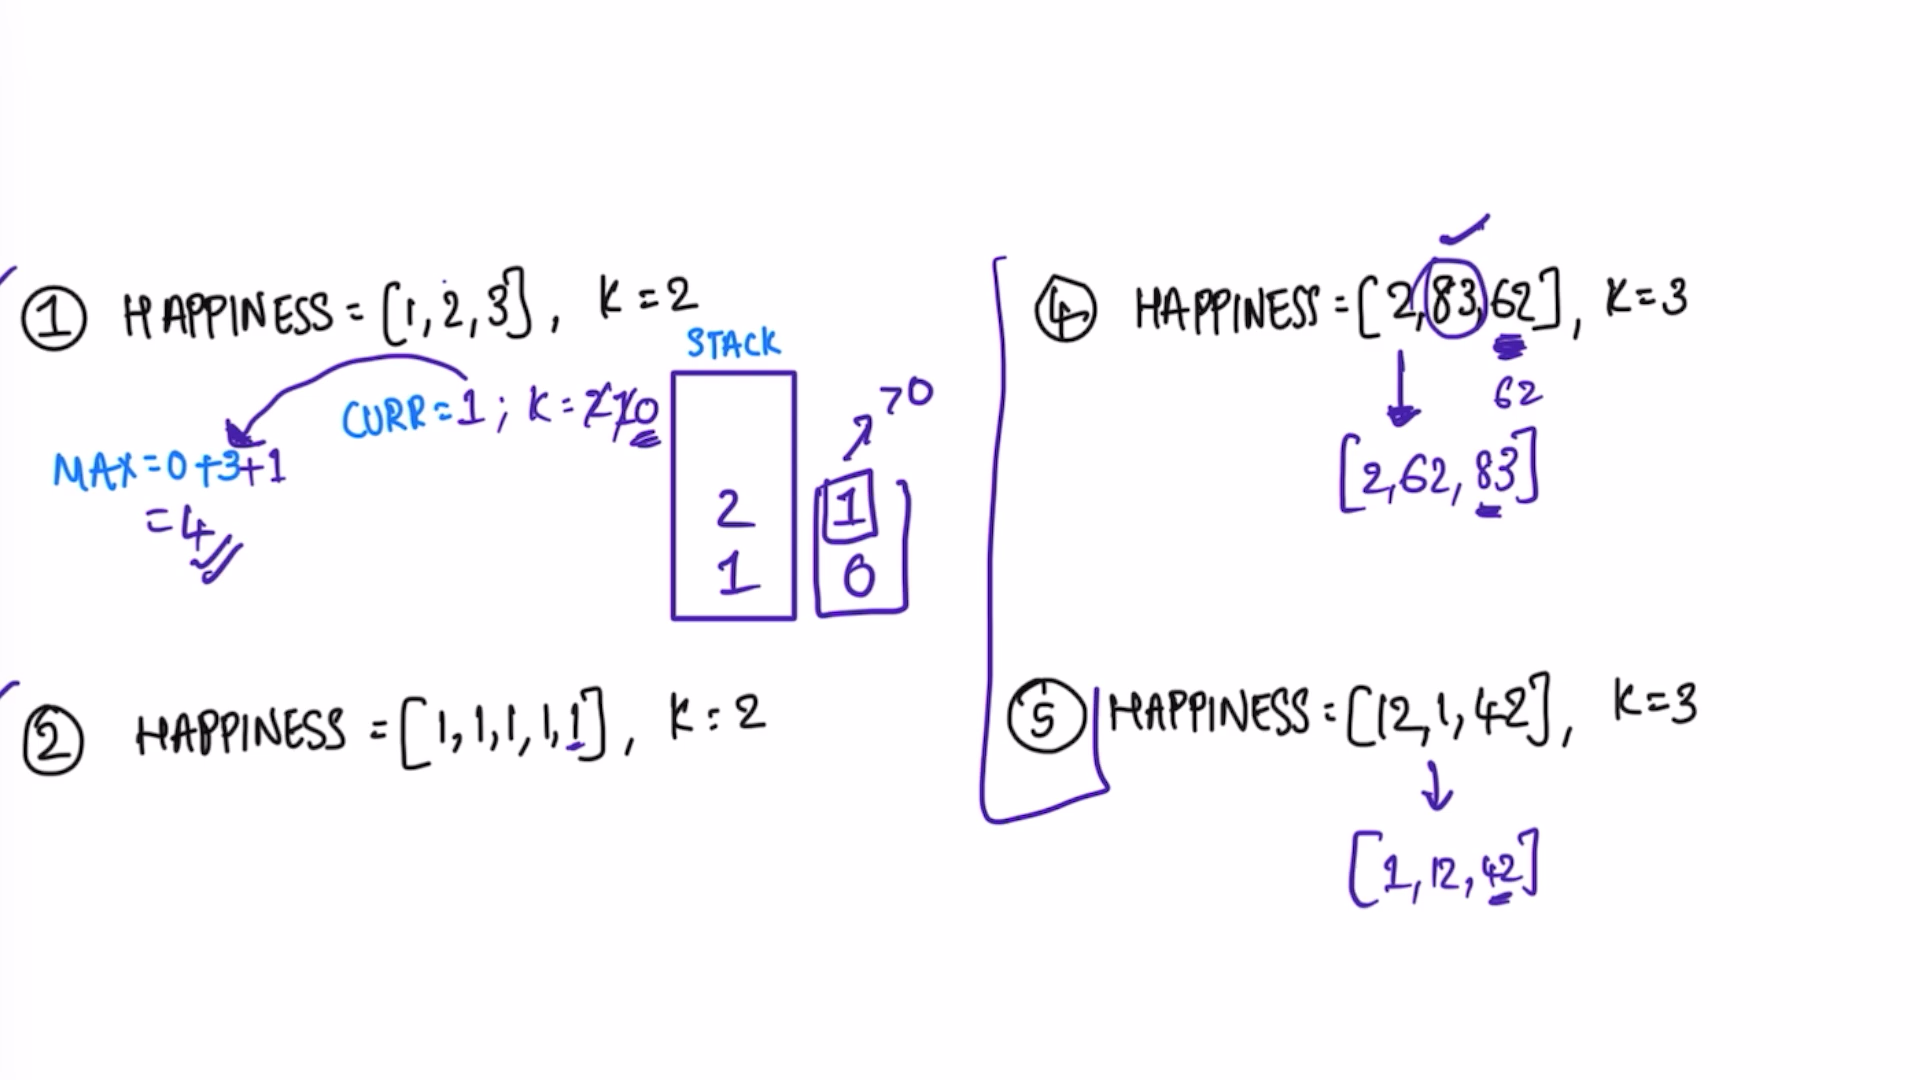 ① HAPPINESS = [1, 2, 3], K = 2
STACK
CURR = 1 ; K = 2 1 0
MAX = 0 + 3 + 1
= 4
2
1
1
0
>0
② HAPPINESS = [1, 1, 1, 1, 1], K = 2
④ HAPPINESS = [2, 83, 62], K = 3
62
[2, 62, 83]
⑤ HAPPINESS = [12, 1, 42], K = 3
[1, 12, 42]